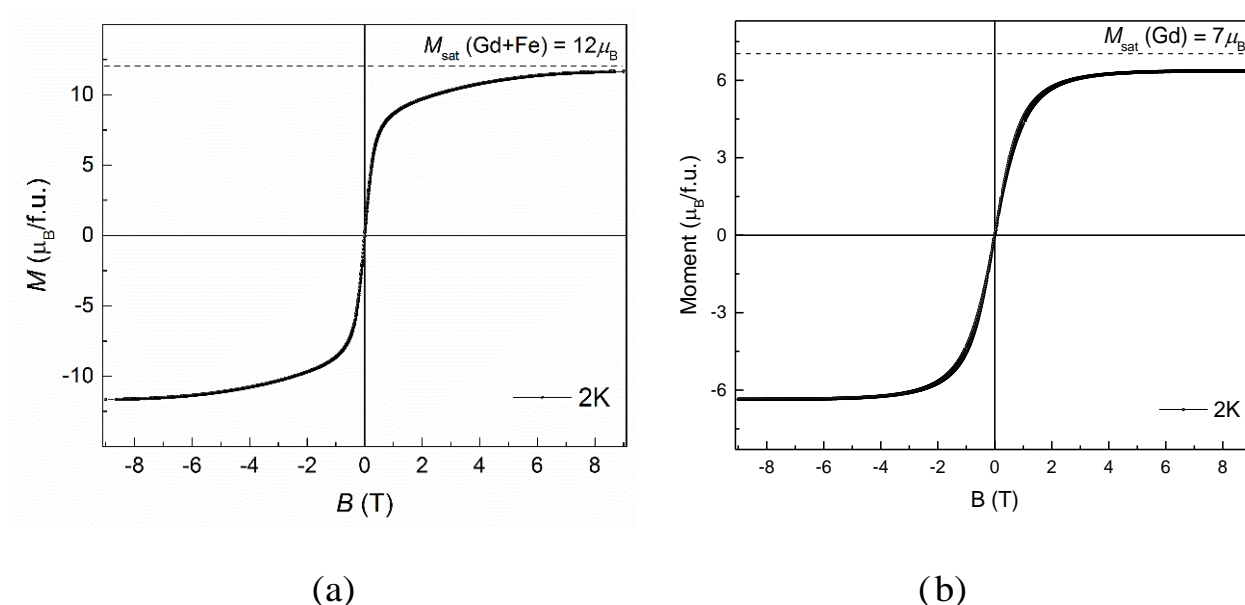 M_sat (Gd+Fe) = 12μ_B
10
5
0
-5
-10
M (μ_B/f.u.)
2K
-8 -6 -4 -2 0 2 4 6 8
B (T)
(a)
M_sat (Gd) = 7μ_B
6
3
0
-3
-6
Moment (μ_B/f.u.)
2K
-8 -6 -4 -2 0 2 4 6 8
B (T)
(b)